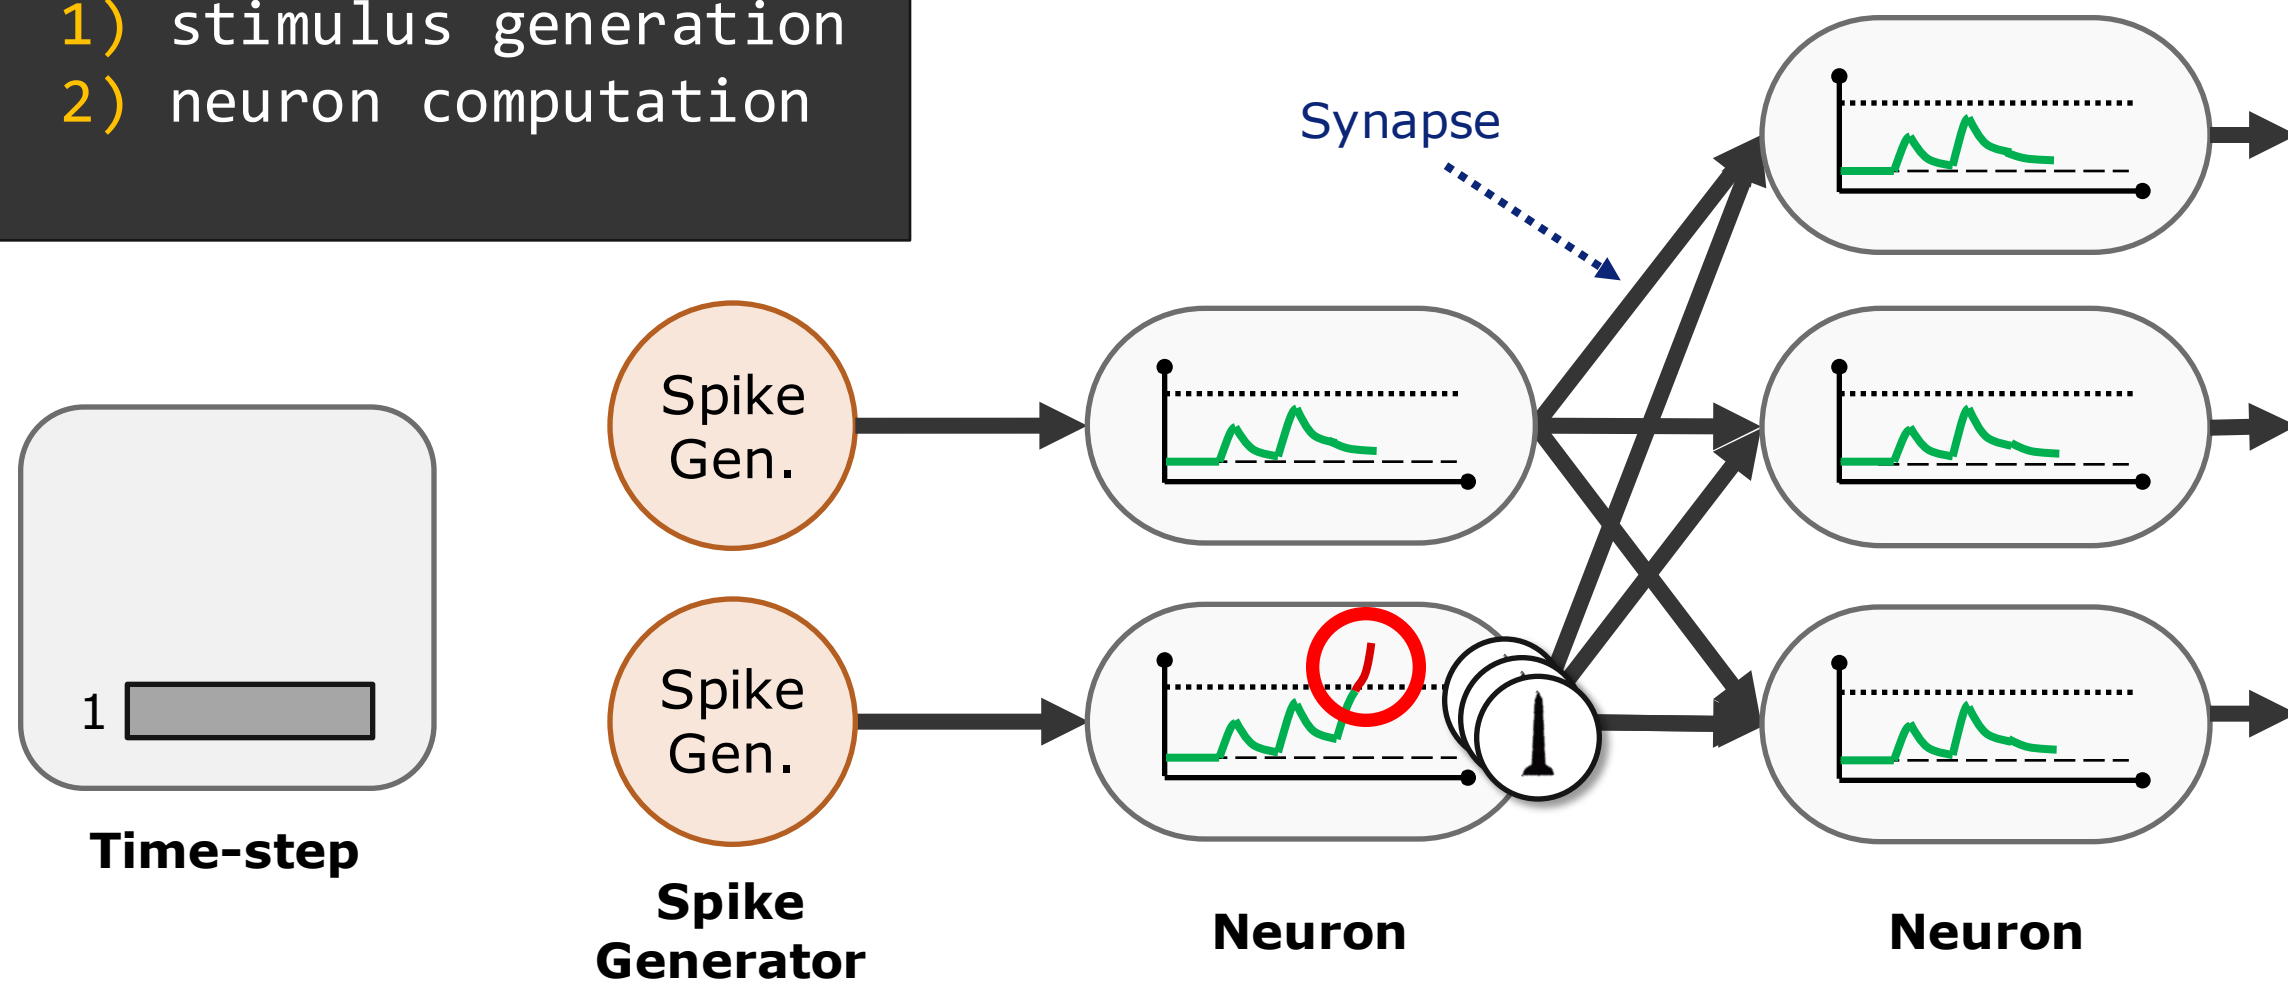 1) stimulus generation
2) neuron computation
Synapse
Spike
Gen.
Spike
Gen.
1
Time-step
Spike
Generator
Neuron
Neuron